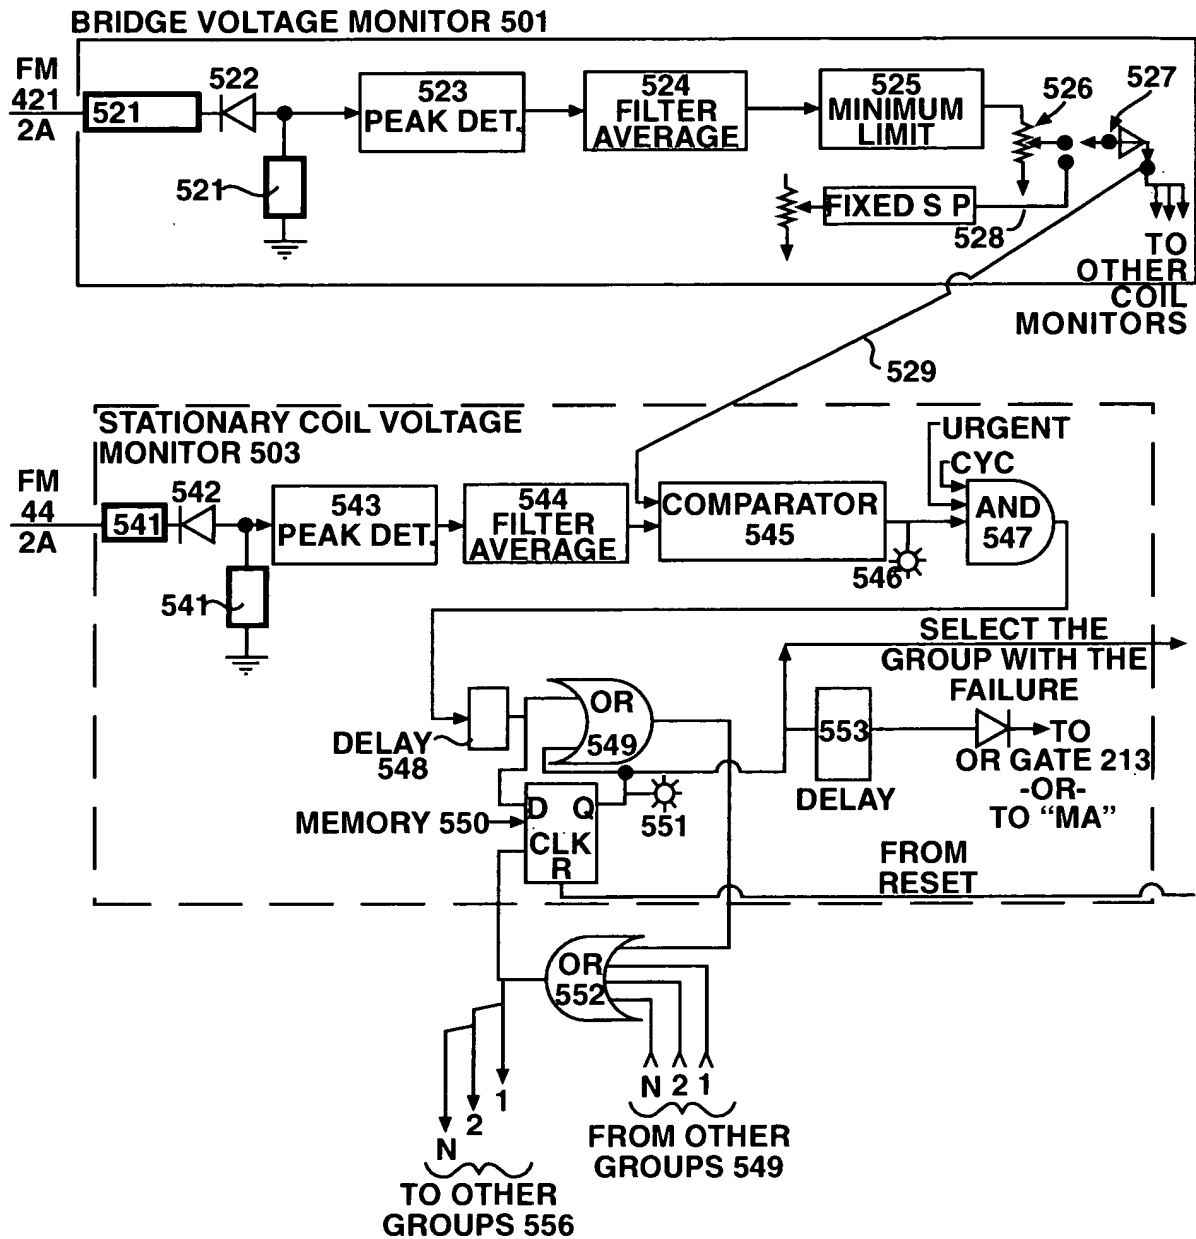 BRIDGE VOLTAGE MONITOR 501
FM
421
2A
521
522
521
523
PEAK DET.
524
FILTER
AVERAGE
525
MINIMUM
LIMIT
526
527
FIXED S P
528
TO
OTHER
COIL
MONITORS
529
STATIONARY COIL VOLTAGE
MONITOR 503
FM
44
2A
541
542
541
543
PEAK DET.
544
FILTER
AVERAGE
COMPARATOR
545
546
URGENT
CYC
AND
547
SELECT THE
GROUP WITH THE
FAILURE
DELAY
548
OR
549
553
DELAY
TO
OR GATE 213
-OR-
TO “MA”
MEMORY 550
D Q
CLK
R
551
FROM
RESET
OR
552
1
2
N
TO OTHER
GROUPS 556
N 2 1
FROM OTHER
GROUPS 549